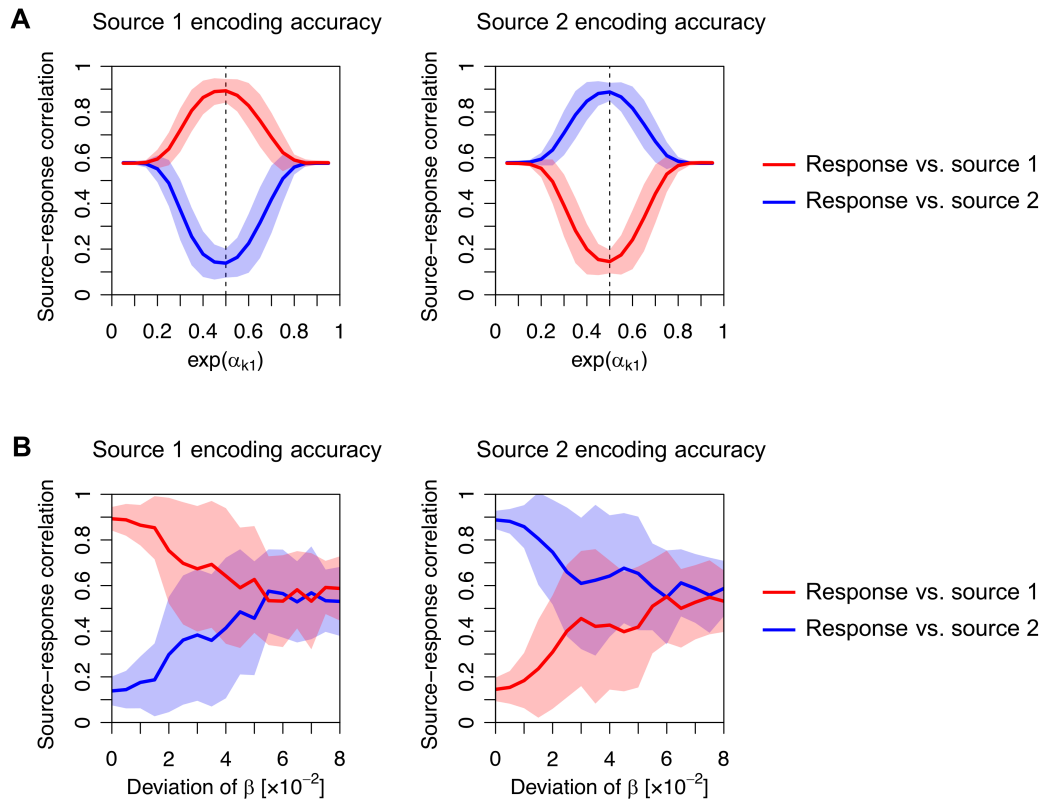 A
Source 1 encoding accuracy
Source 2 encoding accuracy
Source−response correlation
0 0.2 0.4 0.6 0.8 1
0 0.2 0.4 0.6 0.8 1
exp(αk1)
Source−response correlation
0 0.2 0.4 0.6 0.8 1
0 0.2 0.4 0.6 0.8 1
exp(αk1)
Response vs. source 1
Response vs. source 2
B
Source 1 encoding accuracy
Source 2 encoding accuracy
Source−response correlation
0 0.2 0.4 0.6 0.8 1
0 2 4 6 8
Deviation of β [×10−2]
Source−response correlation
0 0.2 0.4 0.6 0.8 1
0 2 4 6 8
Deviation of β [×10−2]
Response vs. source 1
Response vs. source 2